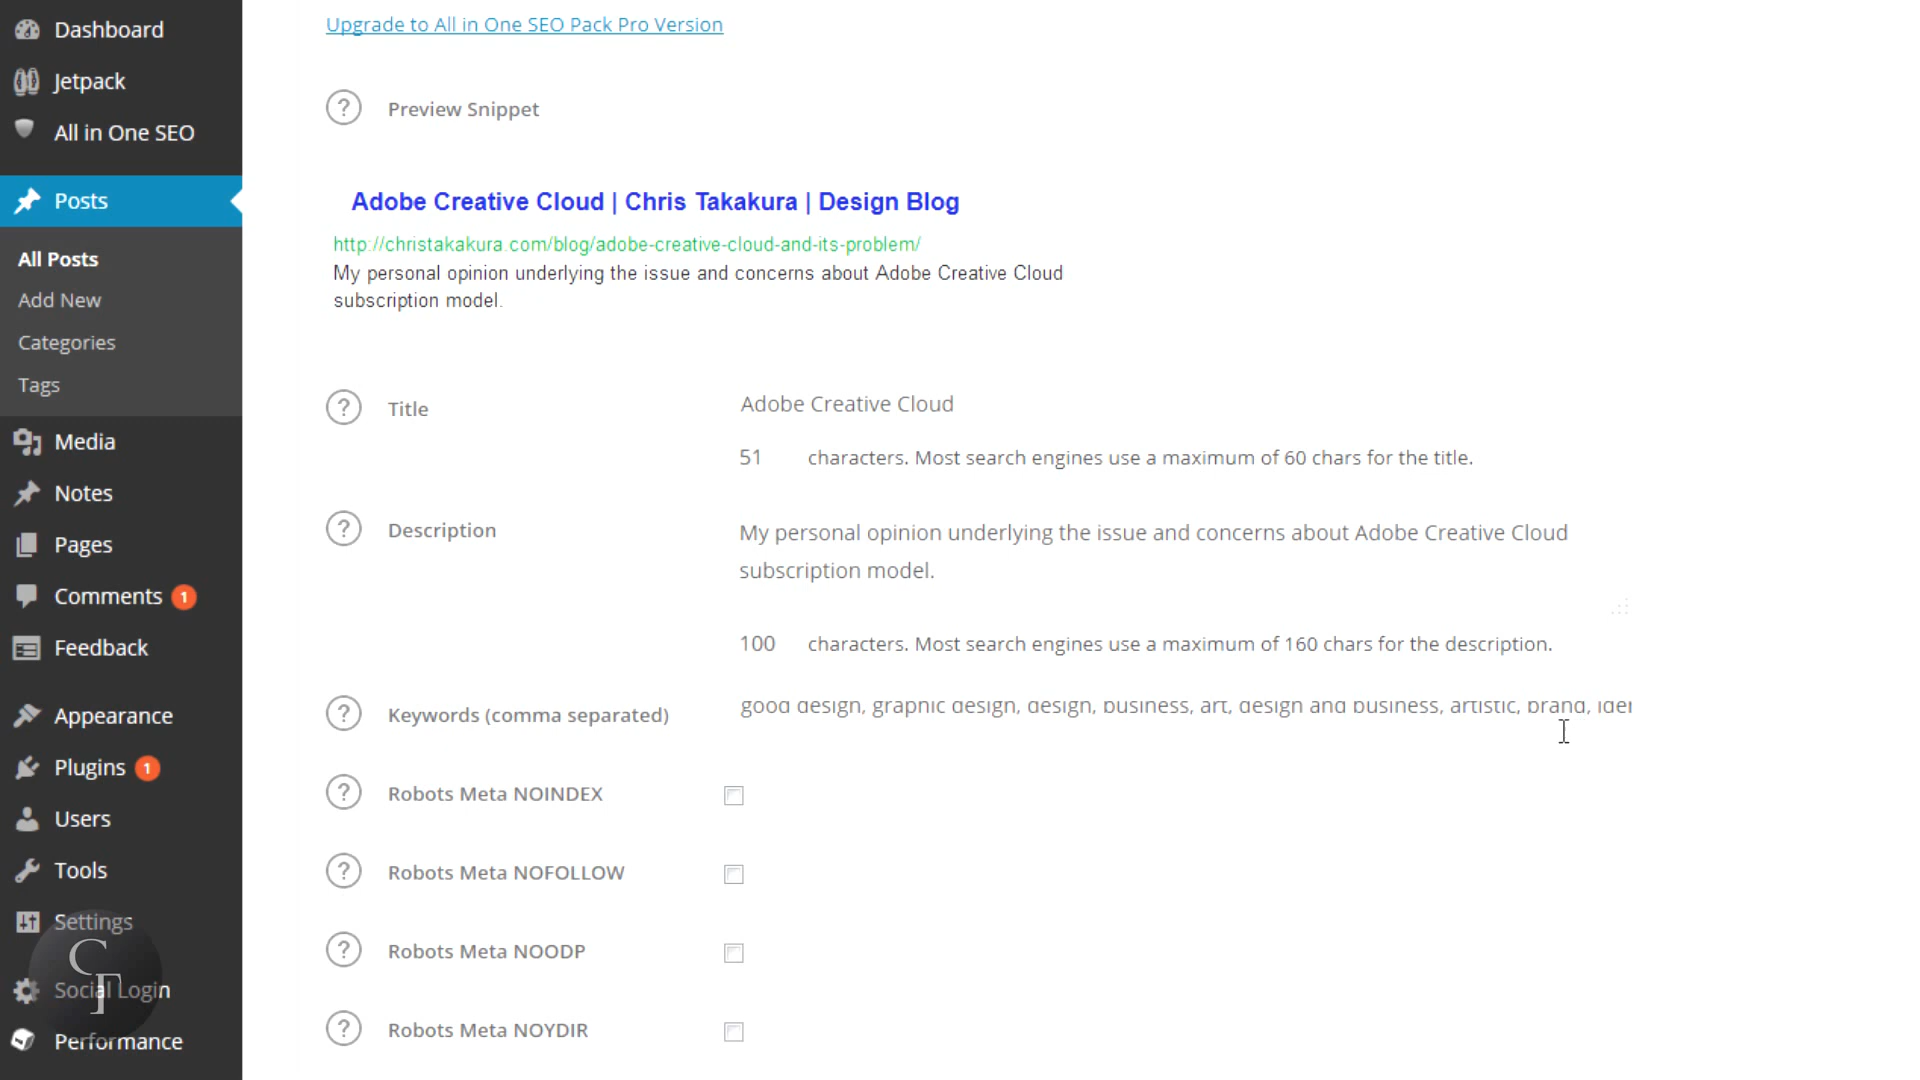 Dashboard
Jetpack
All in One SEO
Posts
All Posts
Add New
Categories
Tags
Media
Notes
Pages
Comments 1
Feedback
Appearance
Plugins 1
Users
Tools
Settings
Social Login
Performance
Upgrade to All in One SEO Pack Pro Version
? Preview Snippet
Adobe Creative Cloud | Chris Takakura | Design Blog
http://christakakura.com/blog/adobe-creative-cloud-and-its-problem/
My personal opinion underlying the issue and concerns about Adobe Creative Cloud
subscription model.
? Title Adobe Creative Cloud
51 characters. Most search engines use a maximum of 60 chars for the title.
? Description My personal opinion underlying the issue and concerns about Adobe Creative Cloud
subscription model.
100 characters. Most search engines use a maximum of 160 chars for the description.
? Keywords (comma separated) good design, graphic design, design, business, art, design and business, artistic, brand,
? Robots Meta NOINDEX
? Robots Meta NOFOLLOW
? Robots Meta NOODP
? Robots Meta NOYDIR